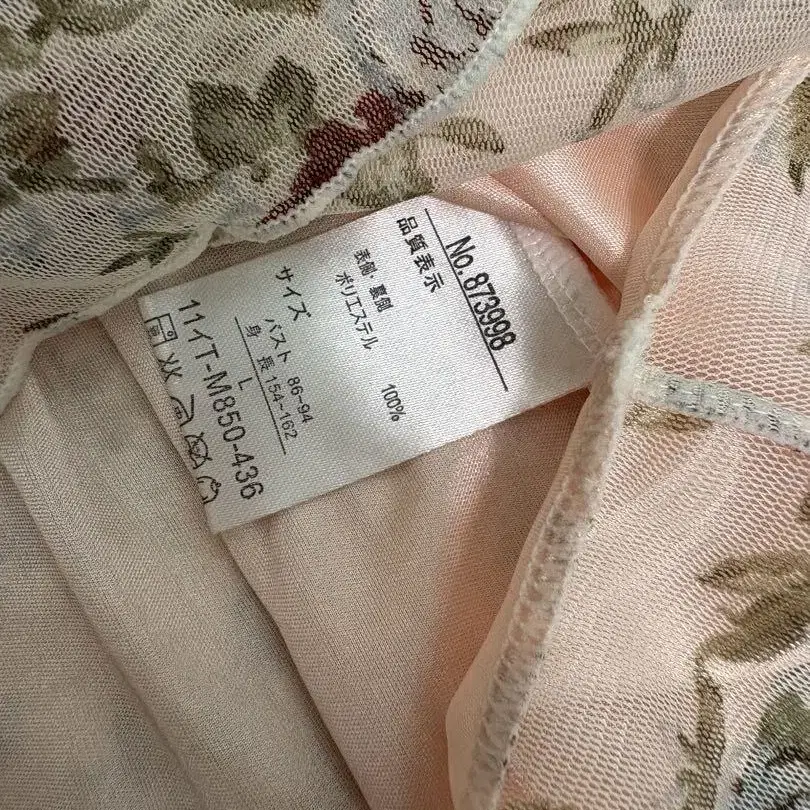 No.873998
品質表示
表側・裏側
ポリエステル 100%
サイズ
L
バスト 86~94
身 長 154~162
11イT-M850-436